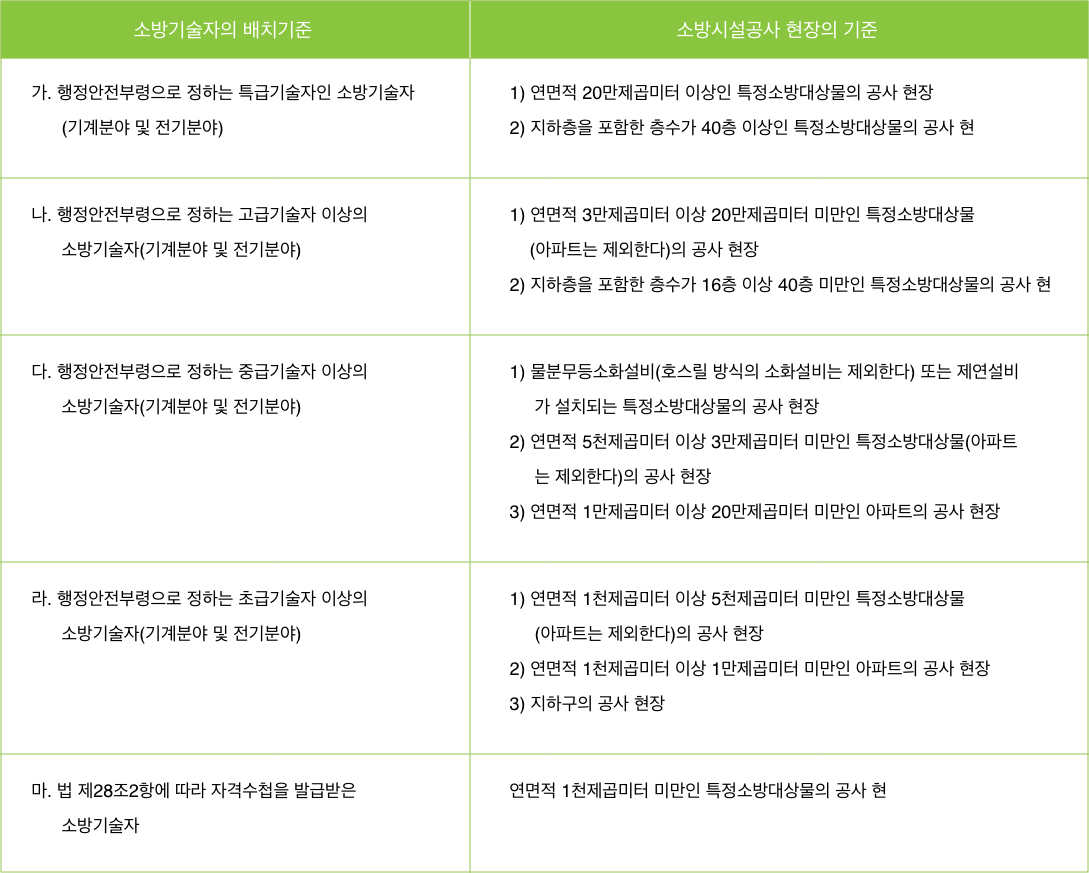 소방기술자의 배치기준
소방시설공사 현장의 기준
가. 행정안전부령으로 정하는 특급기술자인 소방기술자
(기계분야 및 전기분야)
1) 연면적 20만제곱미터 이상인 특정소방대상물의 공사 현장
2) 지하층을 포함한 층수가 40층 이상인 특정소방대상물의 공사 현
나. 행정안전부령으로 정하는 고급기술자 이상의
소방기술자(기계분야 및 전기분야)
1) 연면적 3만제곱미터 이상 20만제곱미터 미만인 특정소방대상물
(아파트는 제외한다)의 공사 현장
2) 지하층을 포함한 층수가 16층 이상 40층 미만인 특정소방대상물의 공사 현
다. 행정안전부령으로 정하는 중급기술자 이상의
소방기술자(기계분야 및 전기분야)
1) 물분무등소화설비(호스릴 방식의 소화설비는 제외한다) 또는 제연설비
가 설치되는 특정소방대상물의 공사 현장
2) 연면적 5천제곱미터 이상 3만제곱미터 미만인 특정소방대상물(아파트
는 제외한다)의 공사 현장
3) 연면적 1만제곱미터 이상 20만제곱미터 미만인 아파트의 공사 현장
라. 행정안전부령으로 정하는 초급기술자 이상의
소방기술자(기계분야 및 전기분야)
1) 연면적 1천제곱미터 이상 5천제곱미터 미만인 특정소방대상물
(아파트는 제외한다)의 공사 현장
2) 연면적 1천제곱미터 이상 1만제곱미터 미만인 아파트의 공사 현장
3) 지하구의 공사 현장
마. 법 제28조2항에 따라 자격수첩을 발급받은
소방기술자
연면적 1천제곱미터 미만인 특정소방대상물의 공사 현